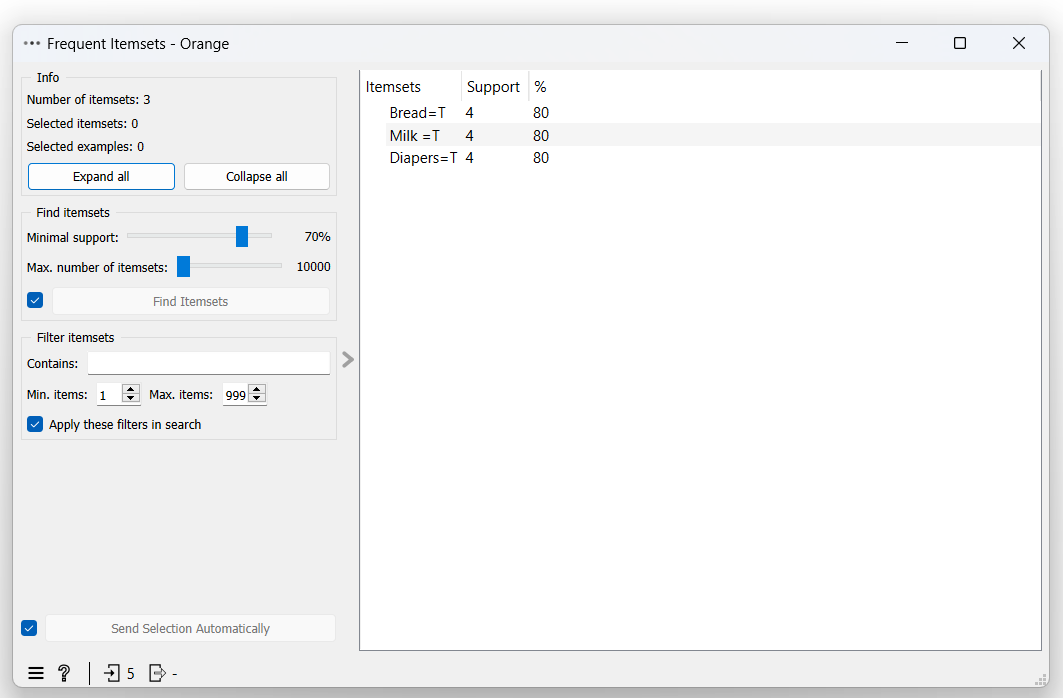 Frequent Itemsets - Orange
Info
Number of itemsets: 3
Selected itemsets: 0
Selected examples: 0
Expand all Collapse all
Find itemsets
Minimal support: 70%
Max. number of itemsets: 10000
Find Itemsets
Filter itemsets
Contains:
Min. items: 1 Max. items: 999
Apply these filters in search
Send Selection Automatically
? 5 -
Itemsets Support %
Bread=T 4 80
Milk =T 4 80
Diapers=T 4 80